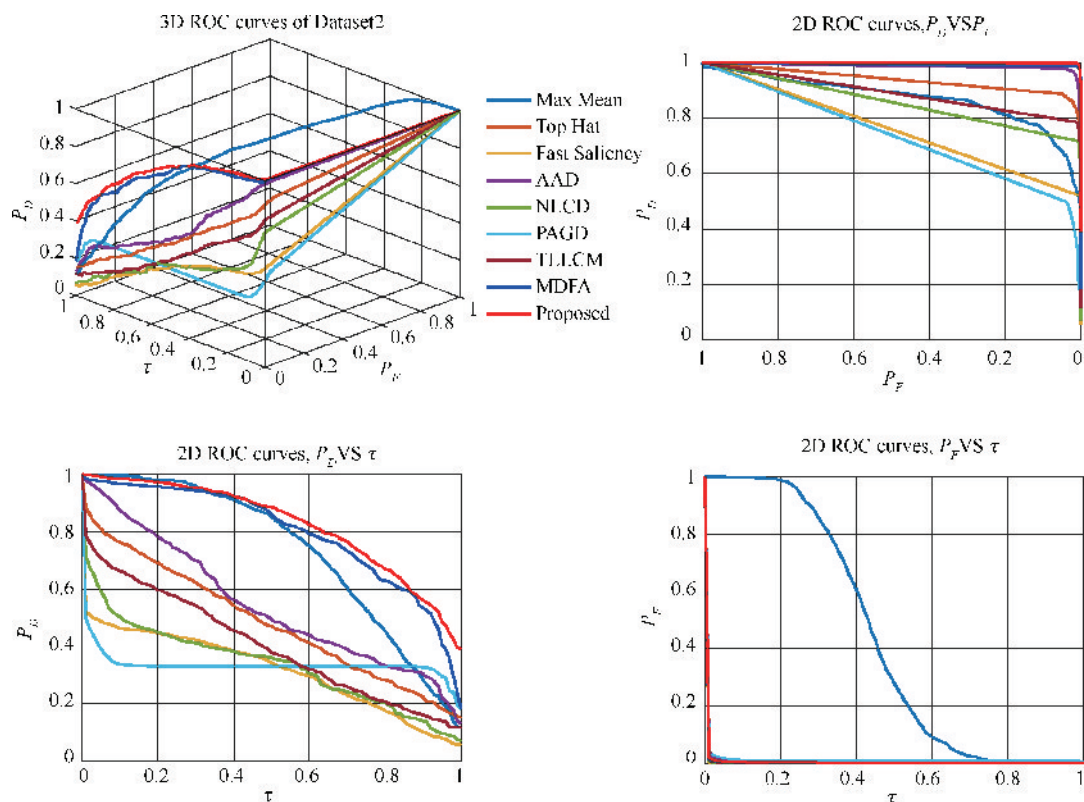 3D ROC curves of Dataset2
1
0.8
0.6
0.4
0.2
0
P_D
1
0.8
0.6
0.4
0.2
0
τ
0
0.2
0.4
0.6
0.8
1
P_F
Max Mean
Top Hat
Fast Saliency
AAD
NLCD
PAGD
TLLCM
MDFA
Proposed
2D ROC curves,P_D VSP_F
1
0.8
0.6
0.4
0.2
0
P_D
1
0.8
0.6
0.4
0.2
0
P_F
2D ROC curves, P_D VS τ
1
0.8
0.6
0.4
0.2
0
P_D
0
0.2
0.4
0.6
0.8
1
τ
2D ROC curves, P_F VS τ
1
0.8
0.6
0.4
0.2
0
P_F
0
0.2
0.4
0.6
0.8
1
τ